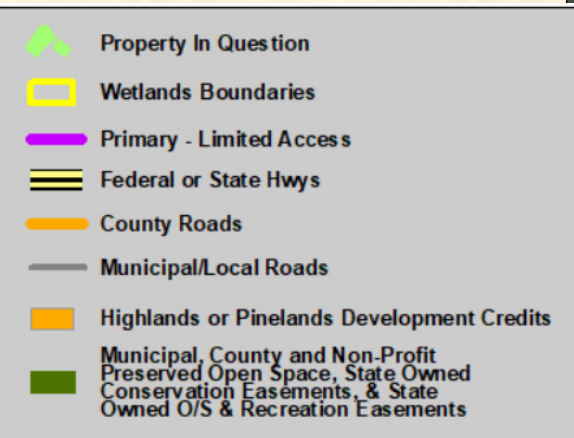 Property In Question
Wetlands Boundaries
Primary - Limited Access
Federal or State Hwys
County Roads
Municipal/Local Roads
Highlands or Pinelands Development Credits
Municipal, County and Non-Profit
Preserved Open Space, State Owned
Conservation Easements, & State
Owned O/S & Recreation Easements